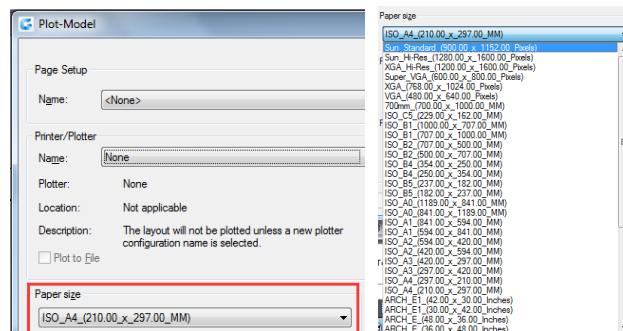 Plot-Model
Page Setup
Name: <None>
Printer/Plotter
Name: None
Plotter: None
Location: Not applicable
Description: The layout will not be plotted unless a new plotter
configuration name is selected.
Plot to File
Paper size
ISO_A4_(210.00_x_297.00_MM)
Paper size
ISO_A4_(210.00_x_297.00_MM)
Sun_Standard_(900.00_x_1152.00_Pixels)
Sun_Hi-Res_(1280.00_x_1600.00_Pixels)
XGA_Hi-Res_(1200.00_x_1600.00_Pixels)
Super_VGA_(600.00_x_800.00_Pixels)
XGA_(768.00_x_1024.00_Pixels)
VGA_(480.00_x_640.00_Pixels)
700mm_(700.00_x_1000.00_MM)
ISO_C5_(229.00_x_162.00_MM)
ISO_B1_(1000.00_x_707.00_MM)
ISO_B1_(707.00_x_1000.00_MM)
ISO_B2_(707.00_x_500.00_MM)
ISO_B2_(500.00_x_707.00_MM)
ISO_B4_(354.00_x_250.00_MM)
ISO_B4_(250.00_x_354.00_MM)
ISO_B5_(237.00_x_182.00_MM)
ISO_B5_(182.00_x_237.00_MM)
ISO_A0_(1189.00_x_841.00_MM)
ISO_A0_(841.00_x_1189.00_MM)
ISO_A1_(841.00_x_594.00_MM)
ISO_A1_(594.00_x_841.00_MM)
ISO_A2_(594.00_x_420.00_MM)
ISO_A2_(420.00_x_594.00_MM)
ISO_A3_(420.00_x_297.00_MM)
ISO_A3_(297.00_x_420.00_MM)
ISO_A4_(297.00_x_210.00_MM)
ISO_A4_(210.00_x_297.00_MM)
ARCH_E1_(42.00_x_30.00_Inches)
ARCH_E1_(30.00_x_42.00_Inches)
ARCH_E_(48.00_x_36.00_Inches)
ARCH_E_(36.00_x_48.00_Inches)